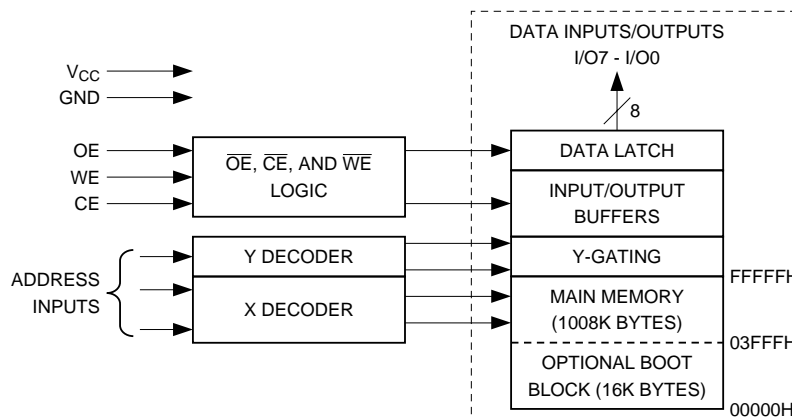 DATA INPUTS/OUTPUTS
I/O7 - I/O0
8
VCC
GND
OE
WE
CE
OE, CE, AND WE
LOGIC
DATA LATCH
INPUT/OUTPUT
BUFFERS
ADDRESS
INPUTS
Y DECODER
X DECODER
Y-GATING
FFFFFH
MAIN MEMORY
(1008K BYTES)
03FFFH
OPTIONAL BOOT
BLOCK (16K BYTES)
00000H